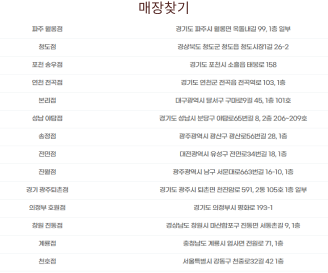 매장찾기
파주 월롱점 경기도 파주시 월롱면 옥돌내길 99, 1층 일부
청도점 경상북도 청도군 청도읍 청도시장1길 26-2
포천 송우점 경기도 포천시 소흘읍 태봉로 158
연천 전곡점 경기도 연천군 전곡읍 전곡역로 103, 1층
본리점 대구광역시 달서구 구마로9길 45, 1층 101호
성남 야탑점 경기도 성남시 분당구 야탑로65번길 8, 2층 206~209호
송정점 광주광역시 광산구 광산로56번길 28, 1층
전민점 대전광역시 유성구 전민로34번길 18, 1층
진월점 광주광역시 남구 서문대로663번길 16-10, 1층
경기 광주퇴촌점 경기도 광주시 퇴촌면 천진암로 591, 2동 105호 1층 일부
의정부 호원점 경기도 의정부시 평화로 193-1
창원 진동점 경상남도 창원시 마산합포구 진동면 서동촌길 9, 1층
계룡점 충청남도 계룡시 엄사면 전원로 71, 1층
천호점 서울특별시 강동구 천중로32길 42 1층